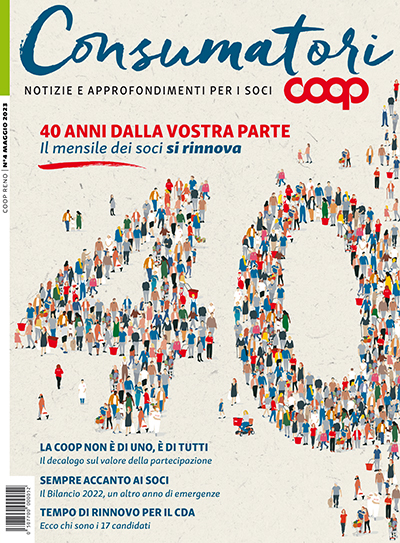 Consumatori
NOTIZIE E APPROFONDIMENTI PER I SOCI
coop
COOP RENO | N°4 MAGGIO 2023
40 ANNI DALLA VOSTRA PARTE
Il mensile dei soci si rinnova
40
LA COOP NON È DI UNO, È DI TUTTI
Il decalogo sul valore della partecipazione
SEMPRE ACCANTO AI SOCI
Il Bilancio 2022, un altro anno di emergenze
TEMPO DI RINNOVO PER IL CDA
Ecco chi sono i 17 candidati